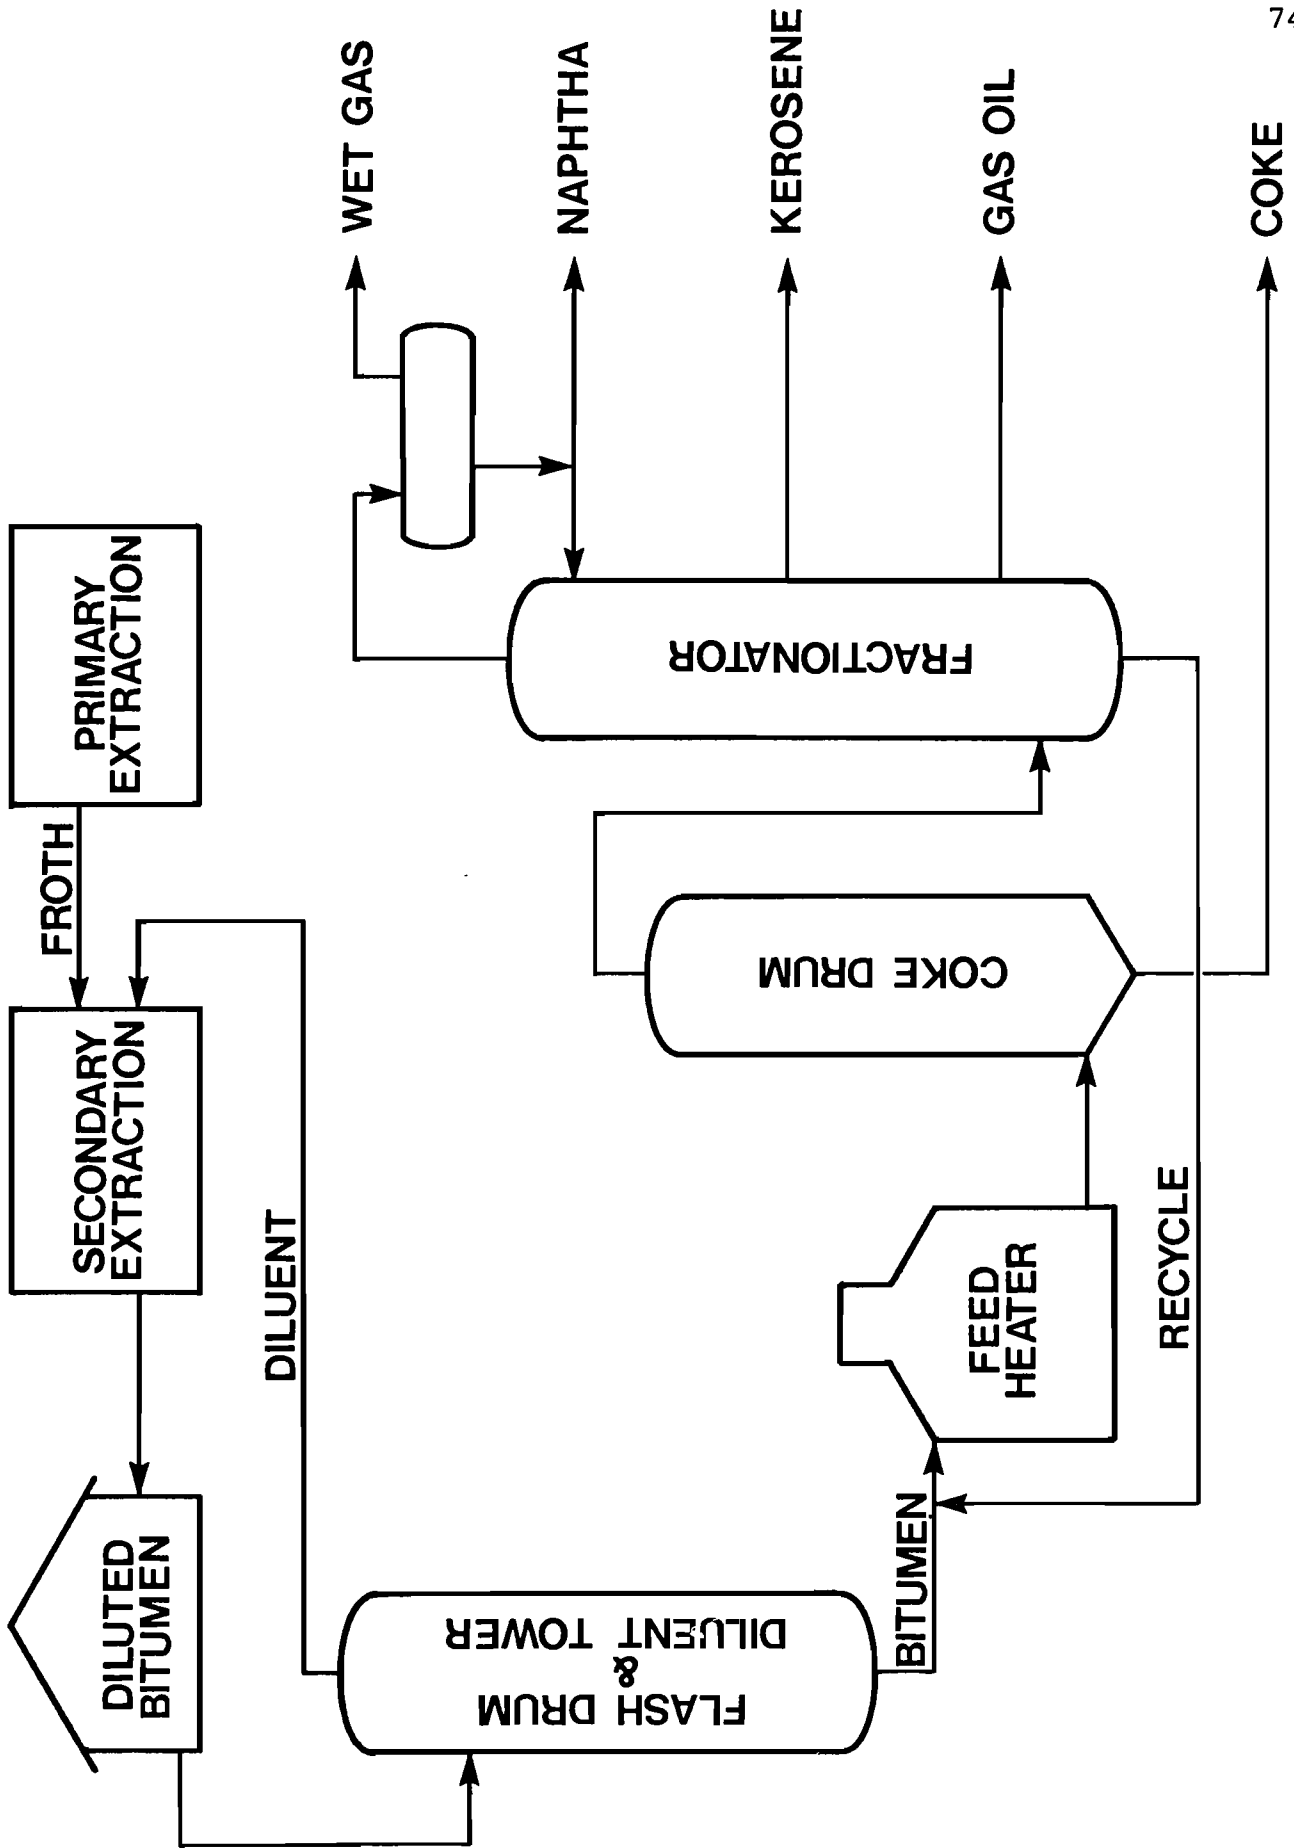 74
PRIMARY
EXTRACTION
FROTH
SECONDARY
EXTRACTION
DILUTED
BITUMEN
DILUENT
FLASH DRUM
&
DILUENT TOWER
BITUMEN
FEED
HEATER
RECYCLE
COKE DRUM
FRACTIONATOR
WET GAS
NAPHTHA
KEROSENE
GAS OIL
COKE